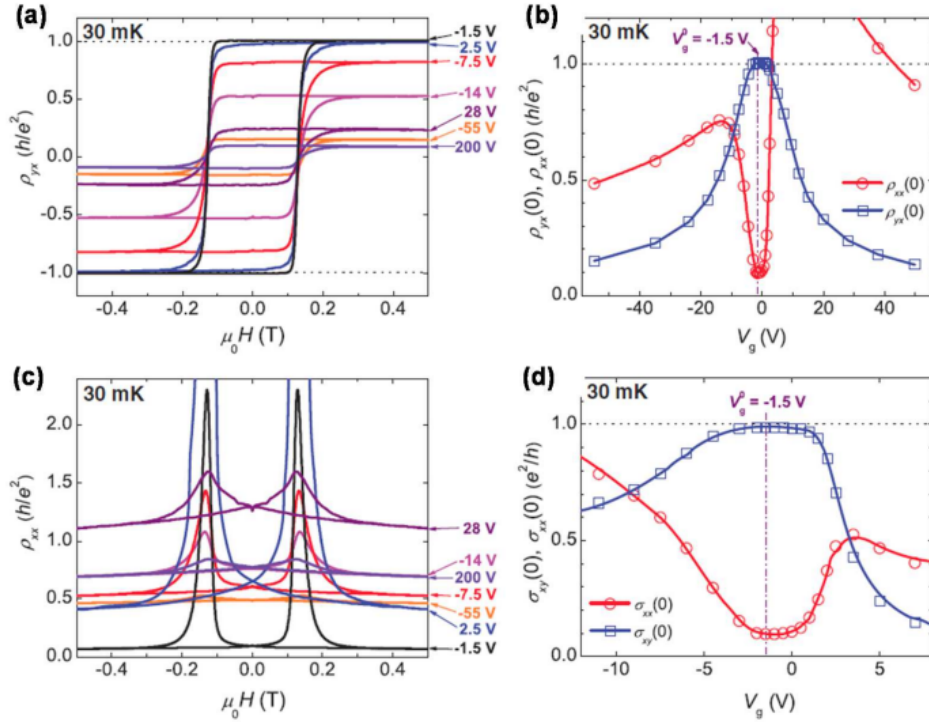 (a)
30 mK
1.0
0.5
0.0
-0.5
-1.0
ρyx (h/e²)
-0.4 -0.2 0.0 0.2 0.4
μ₀H (T)
-1.5 V
2.5 V
-7.5 V
-14 V
28 V
-55 V
200 V
(b)
30 mK
Vg⁰ = -1.5 V
1.0
0.5
0.0
ρyx(0), ρxx(0) (h/e²)
ρxx(0)
ρyx(0)
-40 -20 0 20 40
Vg (V)
(c)
30 mK
2.0
1.5
1.0
0.5
0.0
ρxx (h/e²)
28 V
-14 V
200 V
-7.5 V
-55 V
2.5 V
-1.5 V
-0.4 -0.2 0.0 0.2 0.4
μ₀H (T)
(d)
30 mK
Vg⁰ = -1.5 V
1.0
0.5
0.0
σxy(0), σxx(0) (e²/h)
σxx(0)
σxy(0)
-10 -5 0 5
Vg (V)